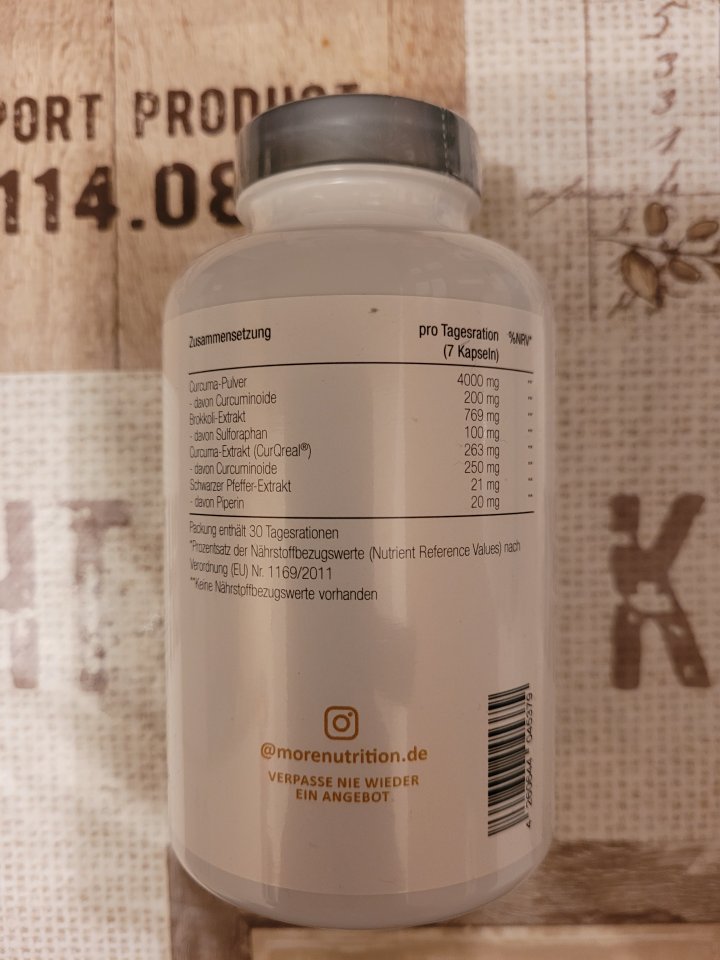 PORT PRODUCT
114.08
Zusammensetzung pro Tagesration %NRV*
(7 Kapseln)
Curcuma-Pulver 4000 mg **
- davon Curcuminoide 200 mg **
Brokkoli-Extrakt 769 mg **
- davon Sulforaphan 100 mg **
Curcuma-Extrakt (CurQreal®) 263 mg **
- davon Curcuminoide 250 mg **
Schwarzer Pfeffer-Extrakt 21 mg **
- davon Piperin 20 mg **
Packung enthält 30 Tagesrationen
*Prozentsatz der Nährstoffbezugswerte (Nutrient Reference Values) nach
Verordnung (EU) Nr. 1169/2011
**Keine Nährstoffbezugswerte vorhanden
@morenutrition.de
VERPASSE NIE WIEDER
EIN ANGEBOT.
K